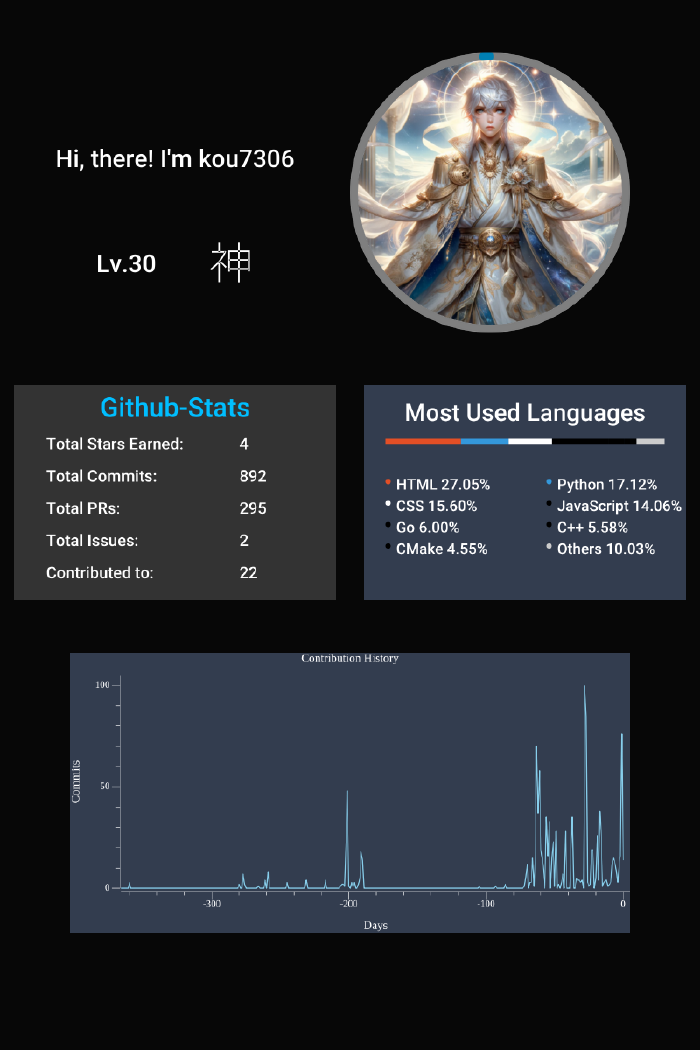 Hi, there! I'm kou7306
Lv.30 神
Github-Stats
Total Stars Earned: 4
Total Commits: 892
Total PRs: 295
Total Issues: 2
Contributed to: 22
Most Used Languages
HTML 27.05% Python 17.12%
CSS 15.60% JavaScript 14.06%
Go 6.00% C++ 5.58%
CMake 4.55% Others 10.03%
Contribution History
100
50
0
Commits
-300 -200 -100 0
Days